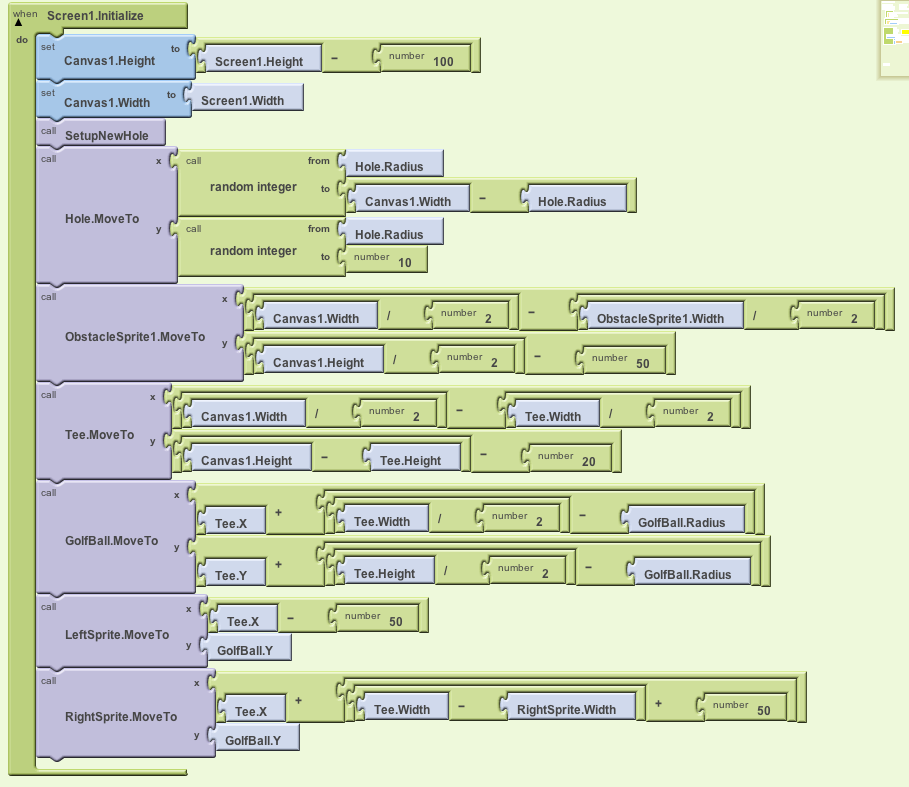 when Screen1.Initialize
do
set Canvas1.Height to Screen1.Height - number 100
set Canvas1.Width to Screen1.Width
call SetupNewHole
call Hole.MoveTo
x call random integer from Hole.Radius
to Canvas1.Width - Hole.Radius
y call random integer from Hole.Radius
to number 10
call ObstacleSprite1.MoveTo
x Canvas1.Width / number 2 - ObstacleSprite1.Width / number 2
y Canvas1.Height / number 2 - number 50
call Tee.MoveTo
x Canvas1.Width / number 2 - Tee.Width / number 2
y Canvas1.Height - Tee.Height - number 20
call GolfBall.MoveTo
x Tee.X + Tee.Width / number 2 - GolfBall.Radius
y Tee.Y + Tee.Height / number 2 - GolfBall.Radius
call LeftSprite.MoveTo
x Tee.X - number 50
y GolfBall.Y
call RightSprite.MoveTo
x Tee.X + Tee.Width - RightSprite.Width + number 50
y GolfBall.Y